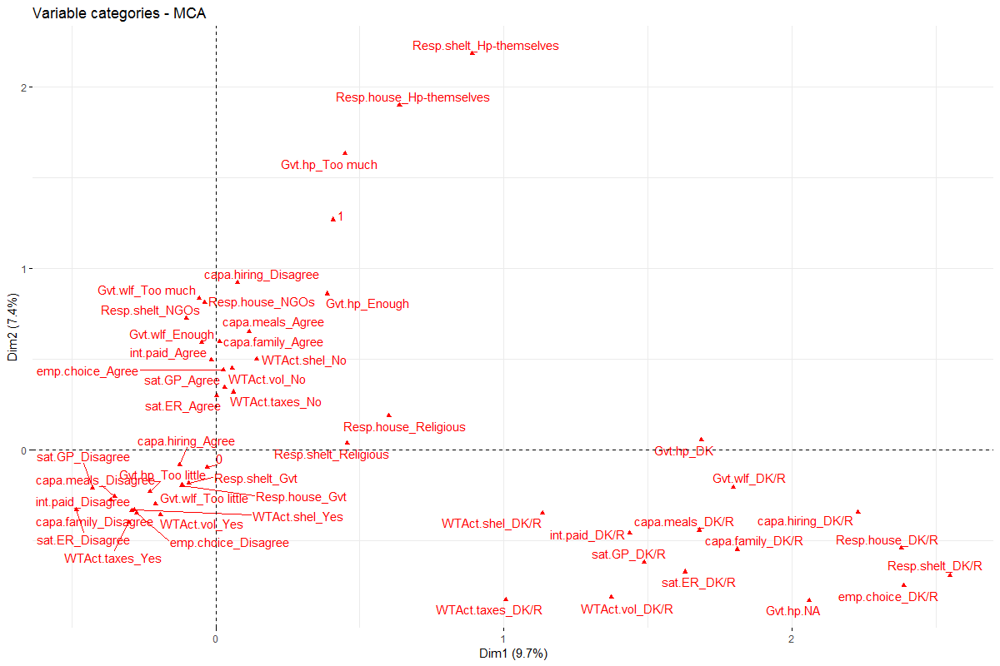 Variable categories - MCA
Resp.shelt_Hp-themselves
2
Resp.house_Hp-themselves
Gvt.hp_Too much
1
1
capa.hiring_Disagree
Gvt.wlf_Too much
Resp.house_NGOs
Gvt.hp_Enough
Resp.shelt_NGOs
capa.meals_Agree
Gvt.wlf_Enough
capa.family_Agree
int.paid_Agree
WTAct.shel_No
emp.choice_Agree
sat.GP_Agree
WTAct.vol_No
WTAct.taxes_No
sat.ER_Agree
Resp.house_Religious
capa.hiring_Agree
0
Resp.shelt_Religious
Gvt.hp_DK
sat.GP_Disagree
0
Gvt.hp_Too little
capa.meals_Disagree
Resp.shelt_Gvt
Gvt.wlf_DK/R
int.paid_Disagree
Gvt.wlf_Too little
Resp.house_Gvt
WTAct.shel_Yes
capa.family_Disagree
WTAct.vol_Yes
WTAct.shel_DK/R
capa.meals_DK/R
capa.hiring_DK/R
int.paid_DK/R
sat.ER_Disagree
emp.choice_Disagree
capa.family_DK/R
Resp.house_DK/R
WTAct.taxes_Yes
sat.GP_DK/R
Resp.shelt_DK/R
sat.ER_DK/R
emp.choice_DK/R
WTAct.taxes_DK/R
WTAct.vol_DK/R
Gvt.hp.NA
0
1
2
Dim1 (9.7%)
Dim2 (7.4%)